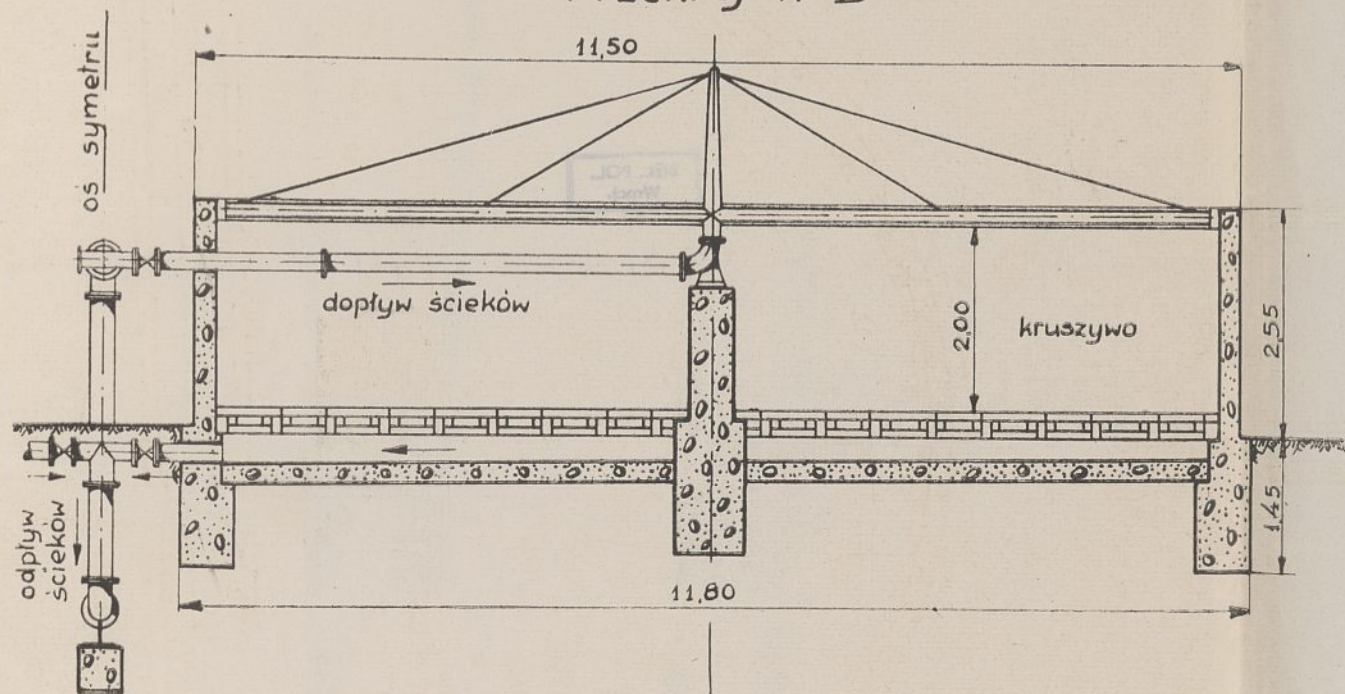 oś symetrii
11,50
dopływ ścieków
2,00
kruszywo
2,55
1,45
odpływ
ścieków
11,80